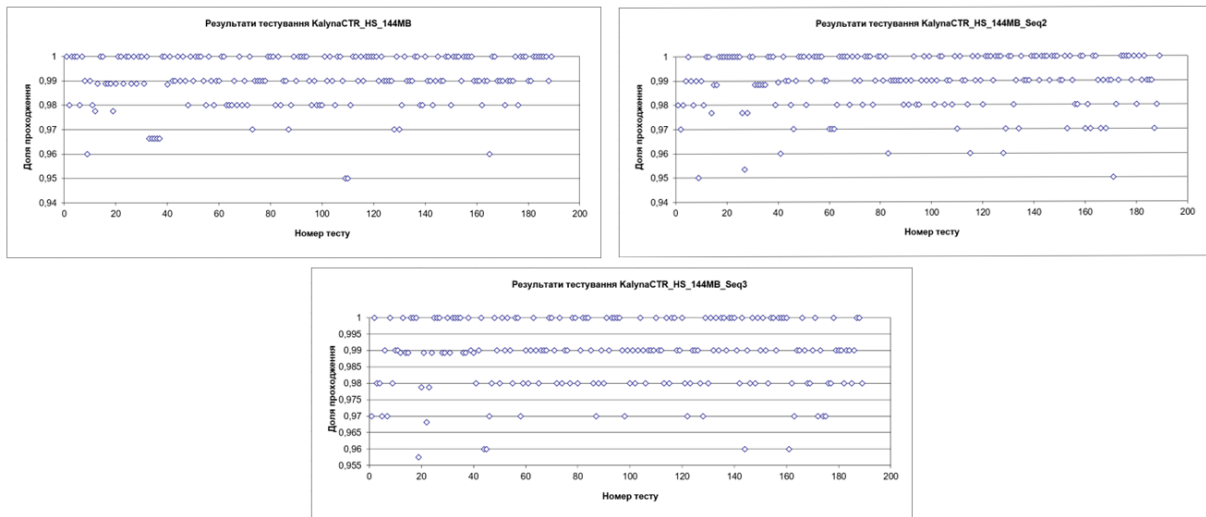 Результати тестування KalynaCTR_HS_144MB
Доля проходження
1
0,99
0,98
0,97
0,96
0,95
0,94
0 20 40 60 80 100 120 140 160 180 200
Номер тесту
Результати тестування KalynaCTR_HS_144MB_Seq2
Доля проходження
1
0,99
0,98
0,97
0,96
0,95
0,94
0 20 40 60 80 100 120 140 160 180 200
Номер тесту
Результати тестування KalynaCTR_HS_144MB_Seq3
Доля проходження
1
0,995
0,99
0,985
0,98
0,975
0,97
0,965
0,96
0,955
0 20 40 60 80 100 120 140 160 180 200
Номер тесту